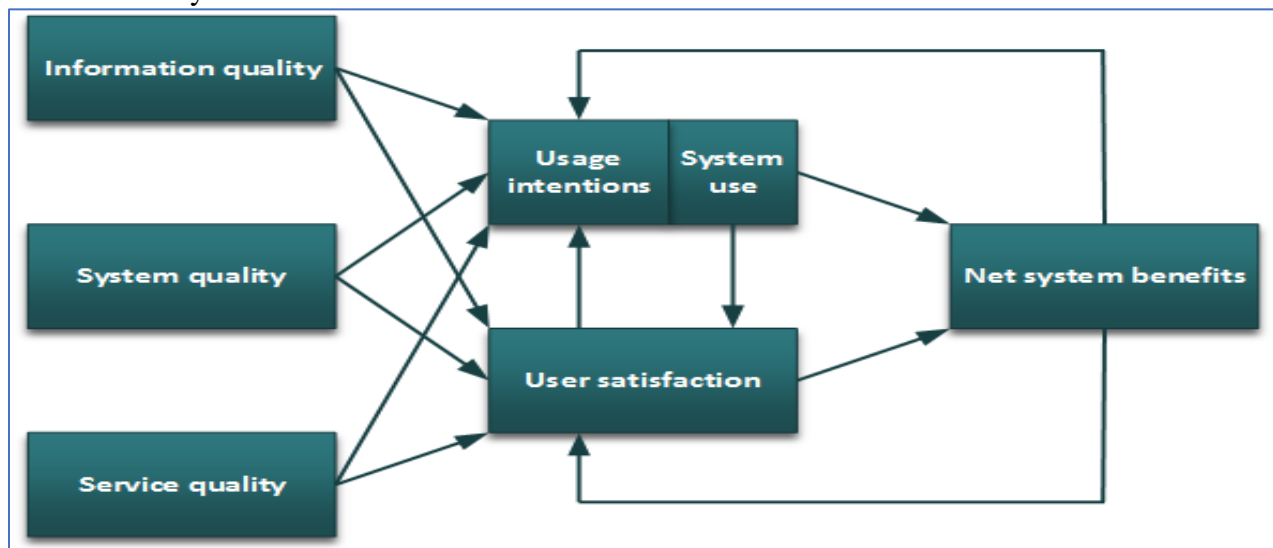 Information quality
Usage
intentions
System
use
System quality
Net system benefits
User satisfaction
Service quality